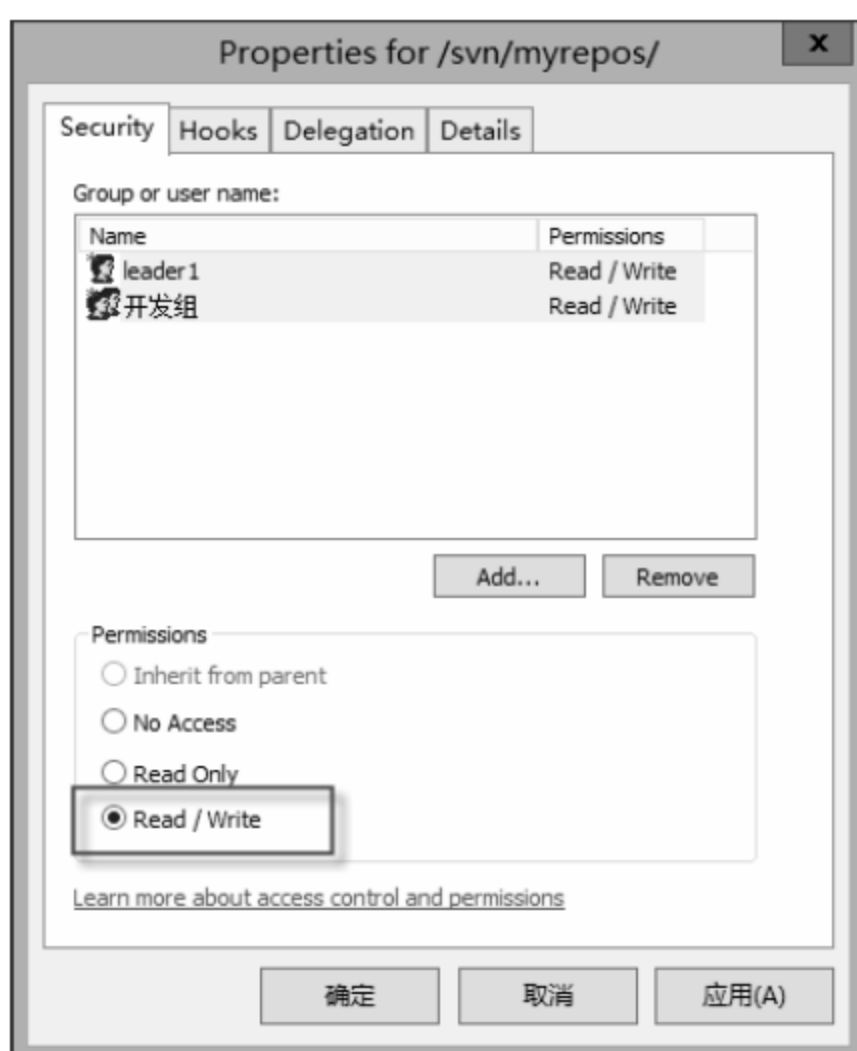 Properties for /svn/myrepos/ x
Security Hooks Delegation Details
Group or user name:
Name Permissions
leader1 Read / Write
开发组 Read / Write
Add... Remove
Permissions
Inherit from parent
No Access
Read Only
Read / Write
Learn more about access control and permissions
确定 取消 应用(A)